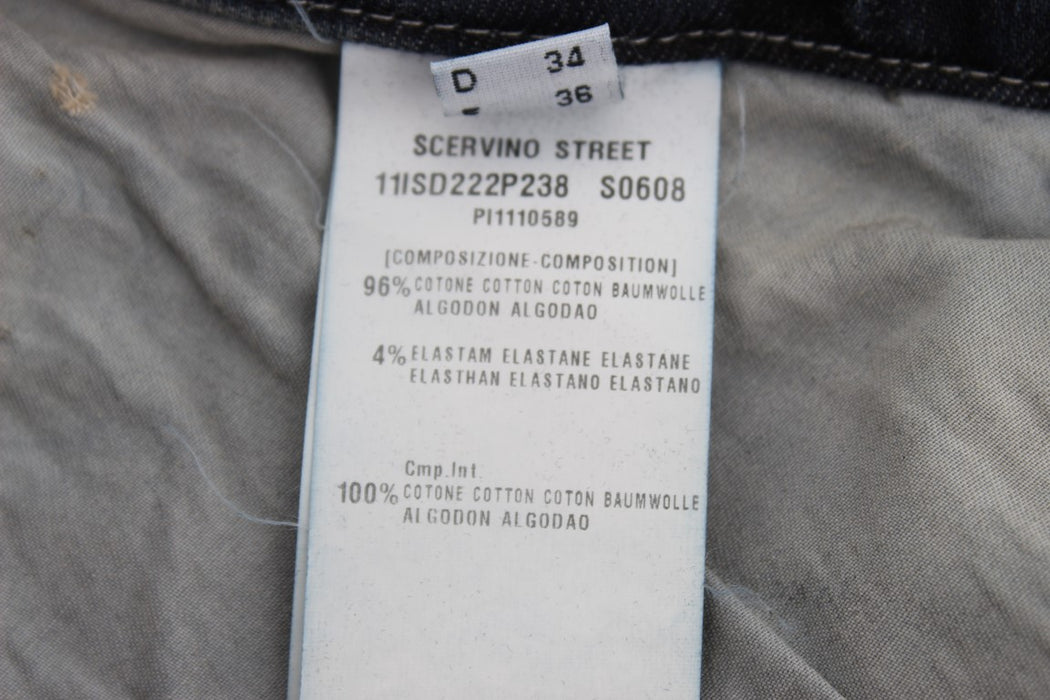 D 34
36
SCERVINO STREET
11ISD222P238 S0608
PI1110589
[COMPOSIZIONE-COMPOSITION]
96% COTONE COTTON COTON BAUMWOLLE
ALGODON ALGODAO
4% ELASTAM ELASTANE ELASTANE
ELASTHAN ELASTANO ELASTANO
Cmp.Int.
100% COTONE COTTON COTON BAUMWOLLE
ALGODON ALGODAO